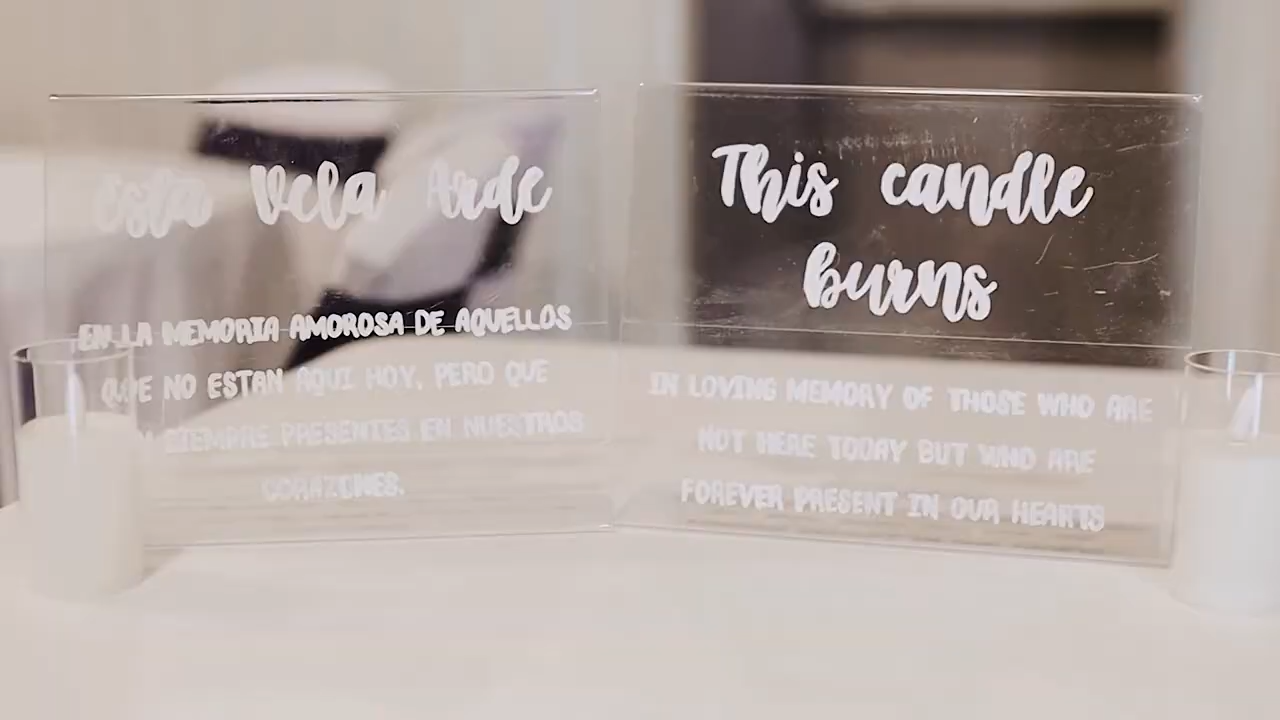 Esta Vela Arde
EN LA MEMORIA AMOROSA DE AQUELLOS
QUE NO ESTAN AQUI HOY, PERO QUE
SIEMPRE PRESENTES EN NUESTROS
CORAZONES.
This candle
burns
IN LOVING MEMORY OF THOSE WHO ARE
NOT HERE TODAY BUT WHO ARE
FOREVER PRESENT IN OUR HEARTS